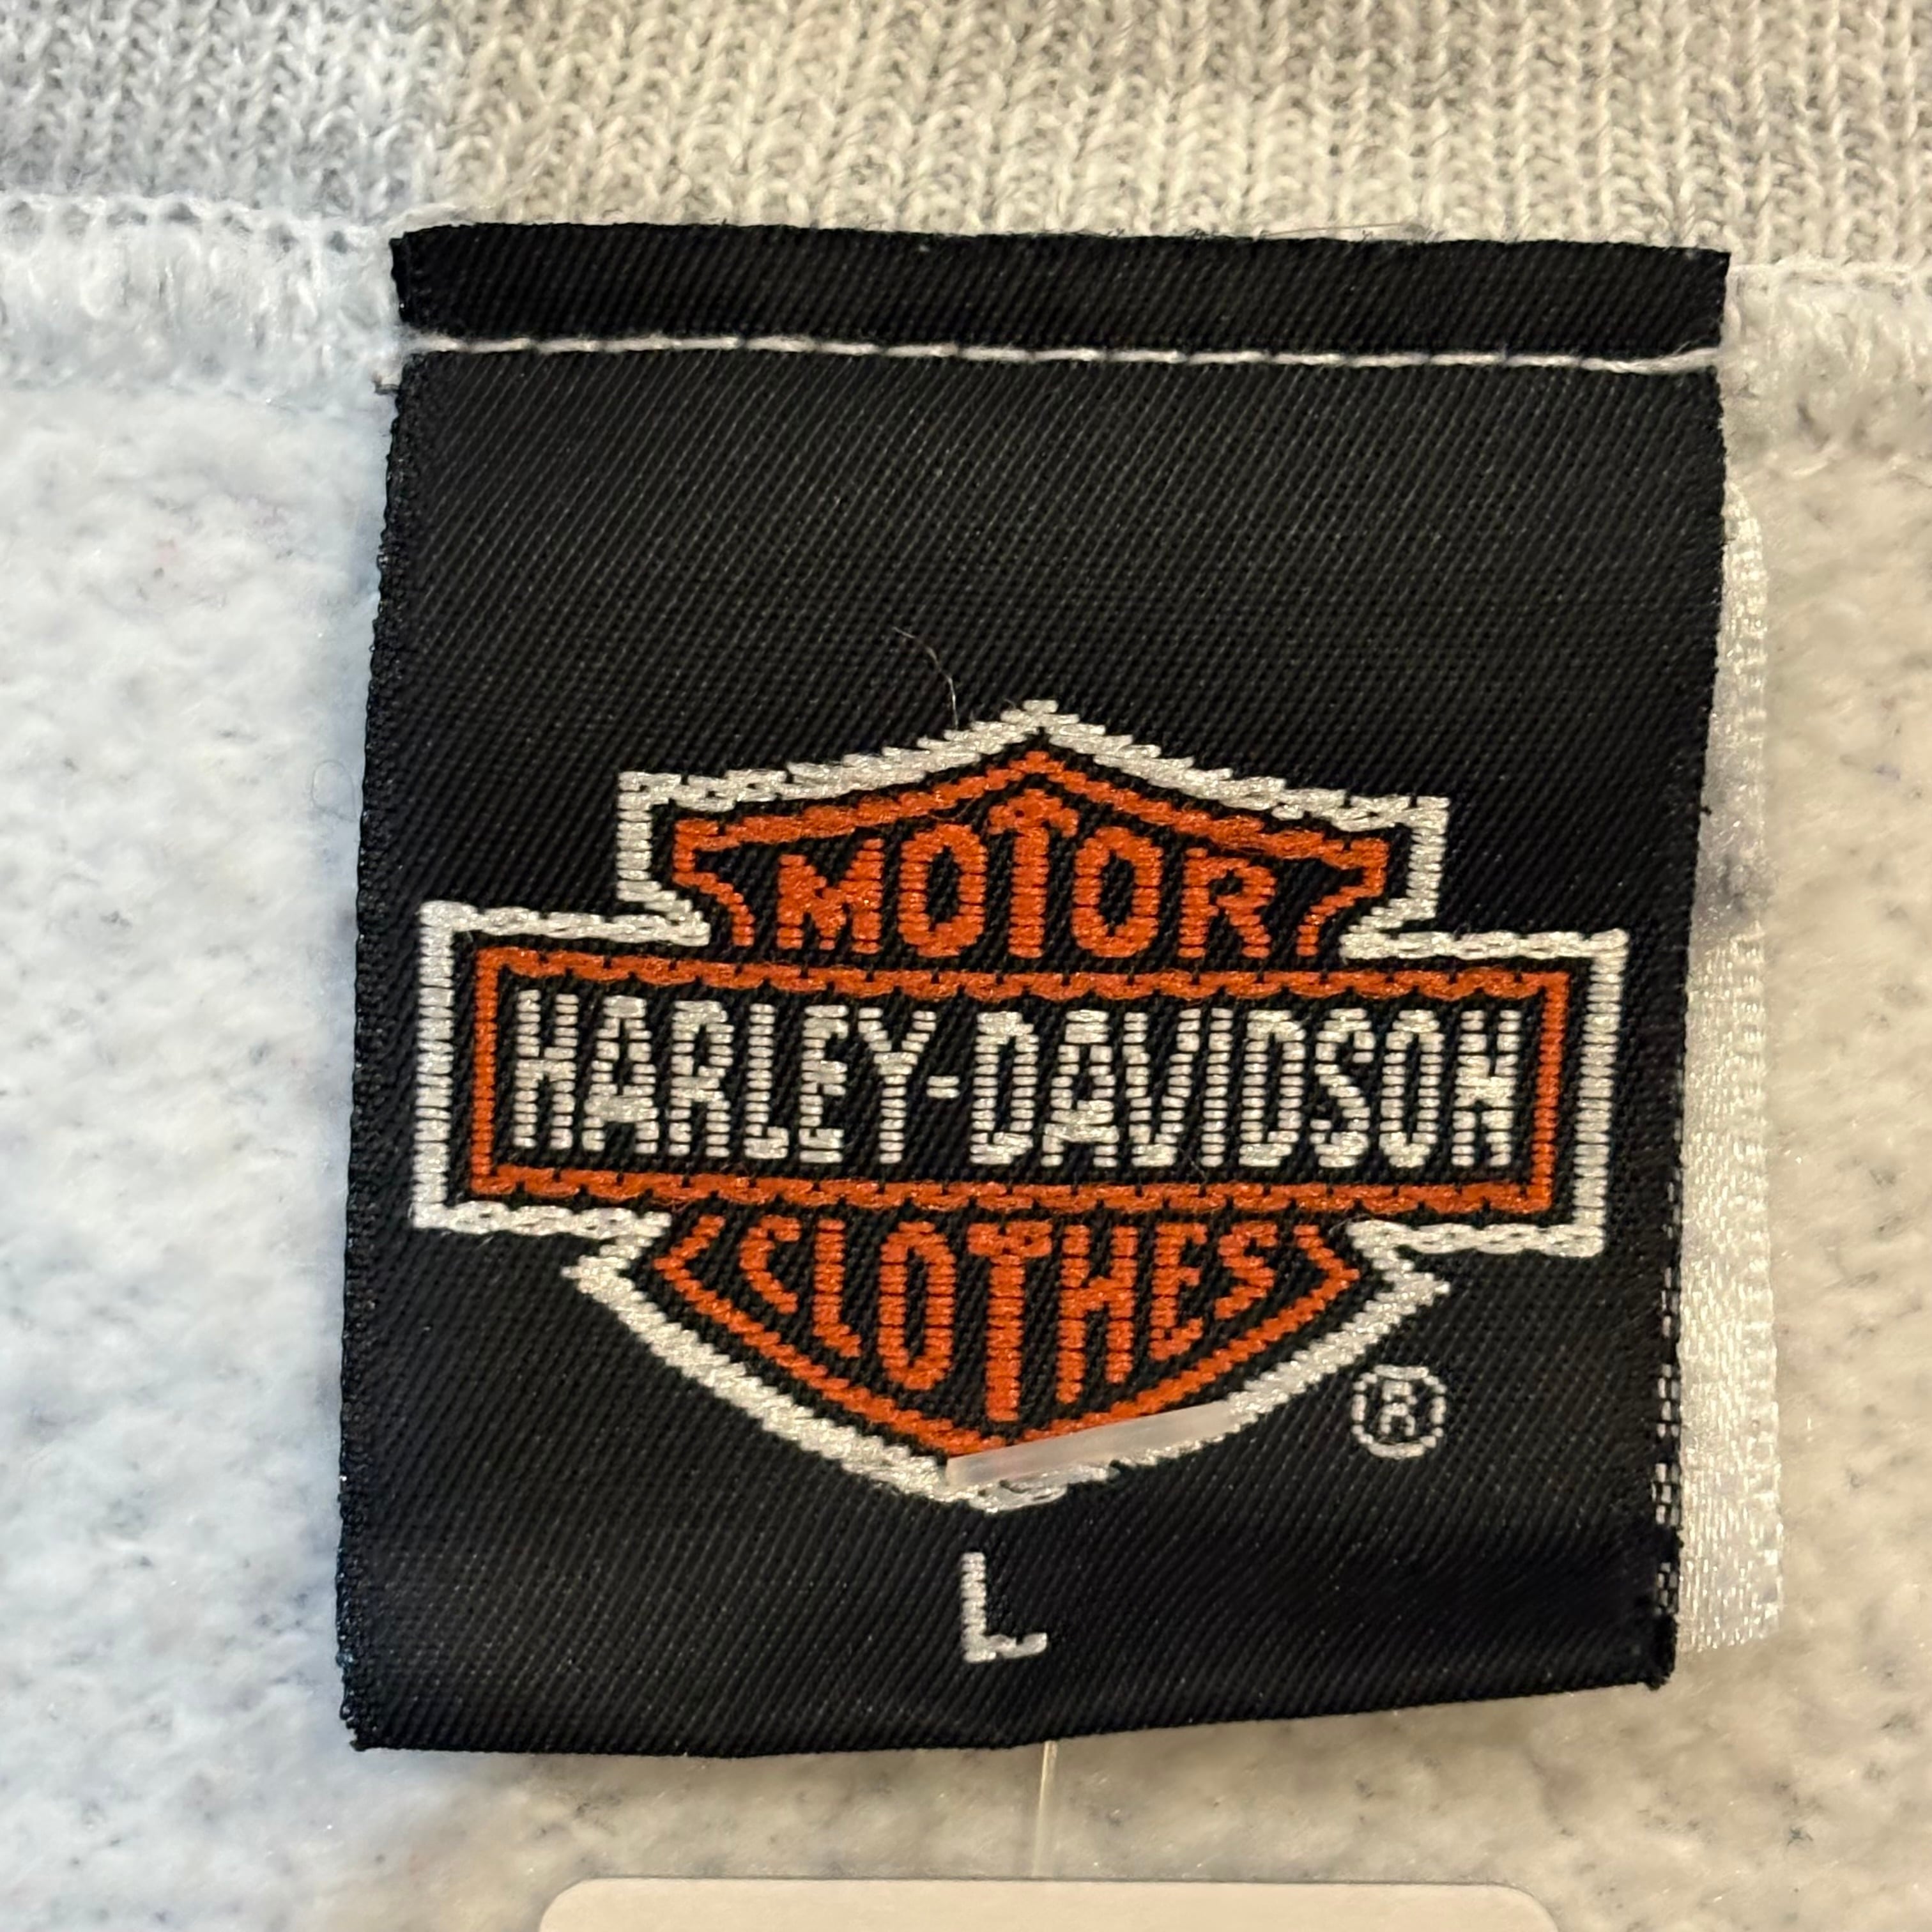 MOTOR
HARLEY-DAVIDSON
CLOTHES
®
L